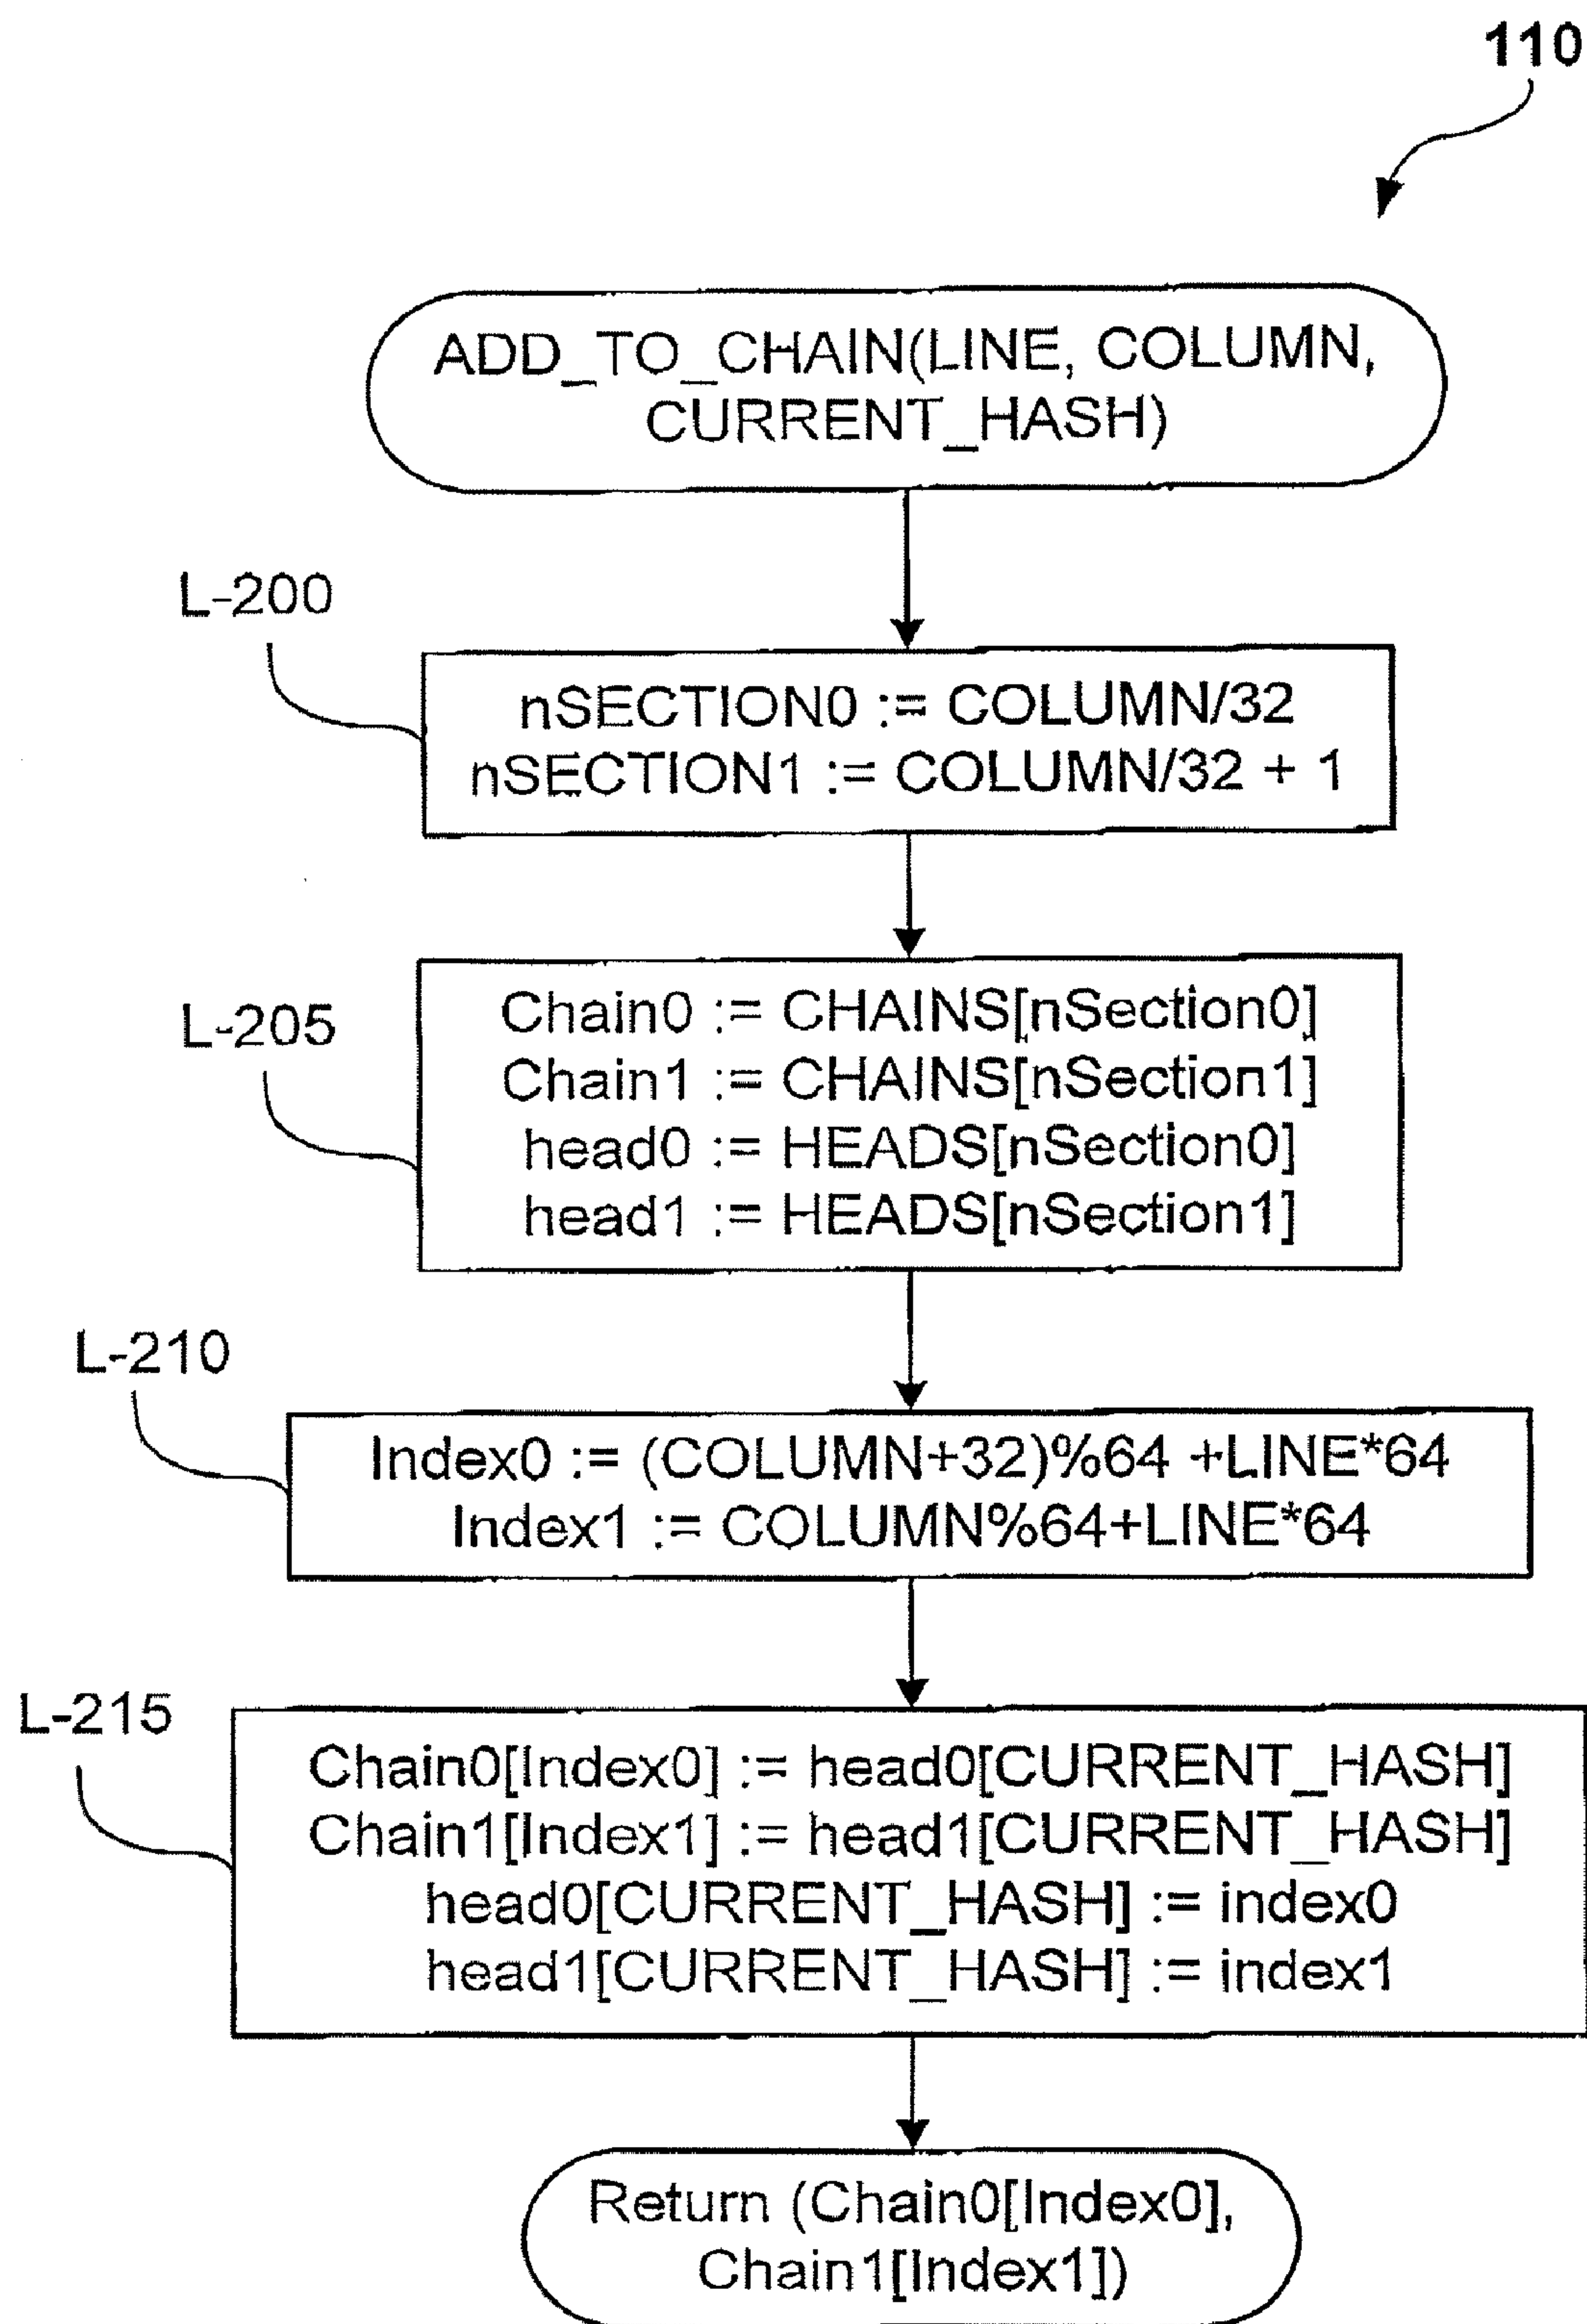 110
ADD_TO_CHAIN(LINE, COLUMN,
CURRENT_HASH)
L-200
nSECTION0 := COLUMN/32
nSECTION1 := COLUMN/32 + 1
L-205
Chain0 := CHAINS[nSection0]
Chain1 := CHAINS[nSection1]
head0 := HEADS[nSection0]
head1 := HEADS[nSection1]
L-210
Index0 := (COLUMN+32)%64 +LINE*64
Index1 := COLUMN%64+LINE*64
L-215
Chain0[Index0] := head0[CURRENT_HASH]
Chain1[Index1] := head1[CURRENT_HASH]
head0[CURRENT_HASH] := index0
head1[CURRENT_HASH] := index1
Return (Chain0[Index0],
Chain1[Index1])